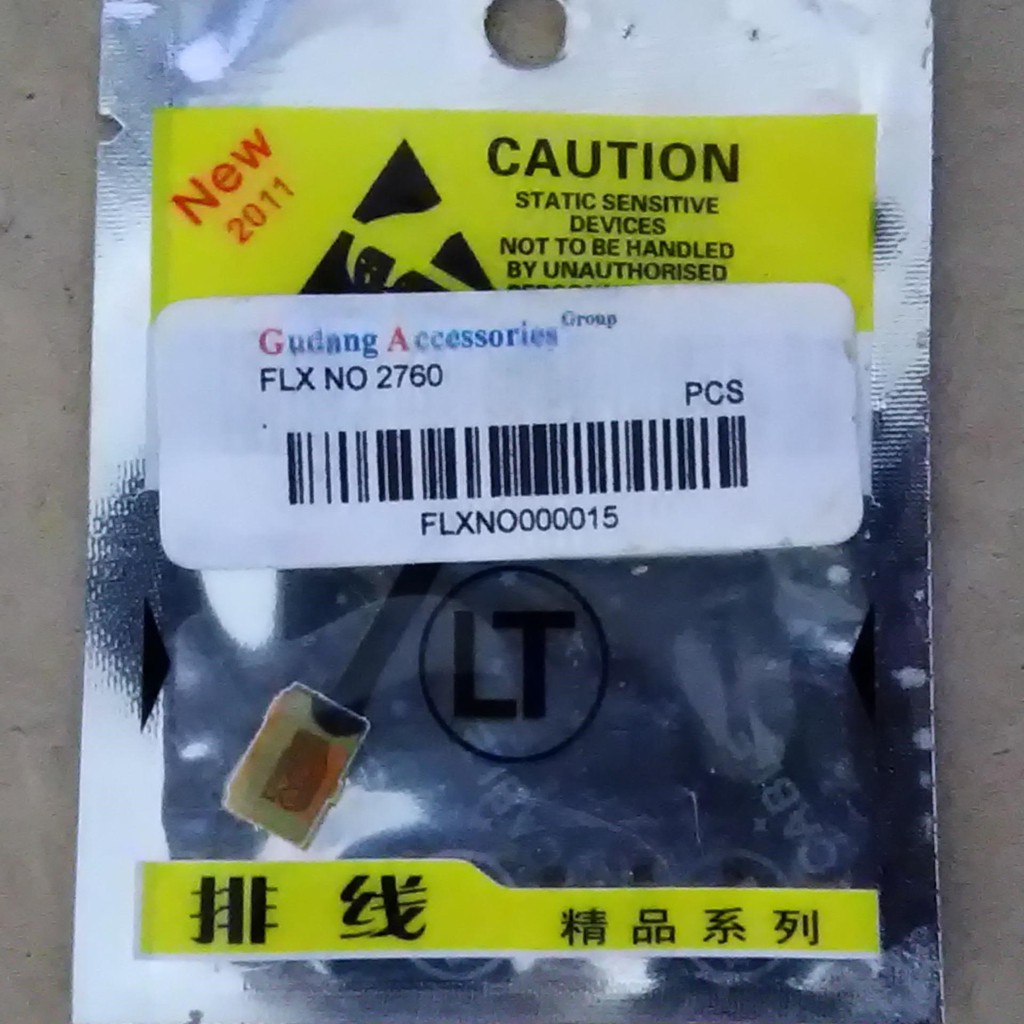 New
2011
CAUTION
STATIC SENSITIVE
DEVICES
NOT TO BE HANDLED
BY UNAUTHORISED
Gudang Accessories Group
FLX NO 2760
PCS
FLXNO000015
LT
排线
精品系列